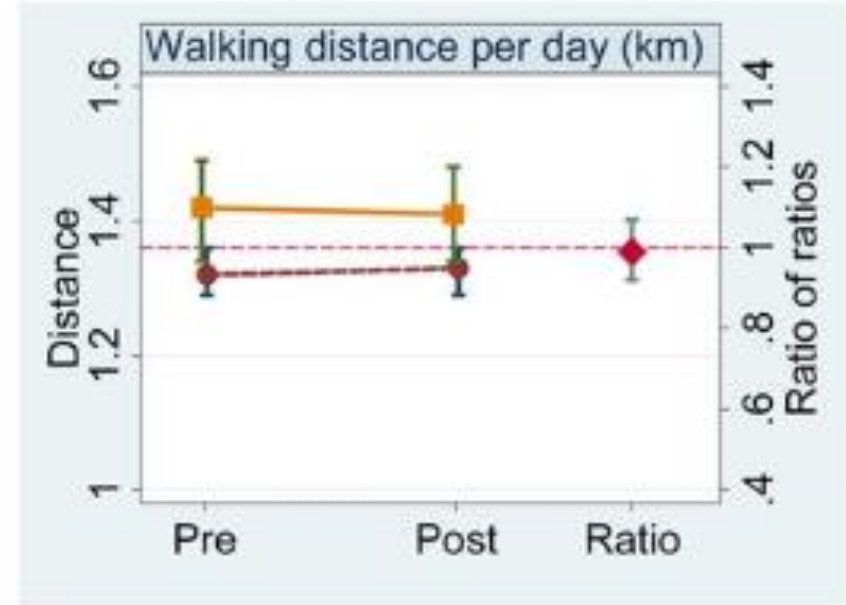 Walking distance per day (km)
Distance
1.6
1.4
1.2
1
1.4
1.2
1
.8
.6
.4
Ratio of ratios
Pre Post Ratio